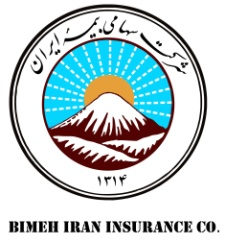 شرکت سهامی بیمه ایران
۱۳۱۴
BIMEH IRAN INSURANCE CO.